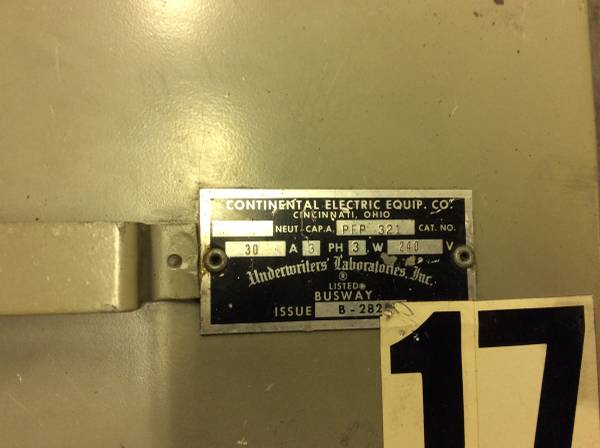 CONTINENTAL ELECTRIC EQUIP. CO.
CINCINNATI, OHIO
NEUT-CAP.A. PFP 321 CAT. NO.
30 A 3 PH 3 W 240 V
Underwriters Laboratories, Inc.
®
LISTED®
BUSWAY
ISSUE B-282
17